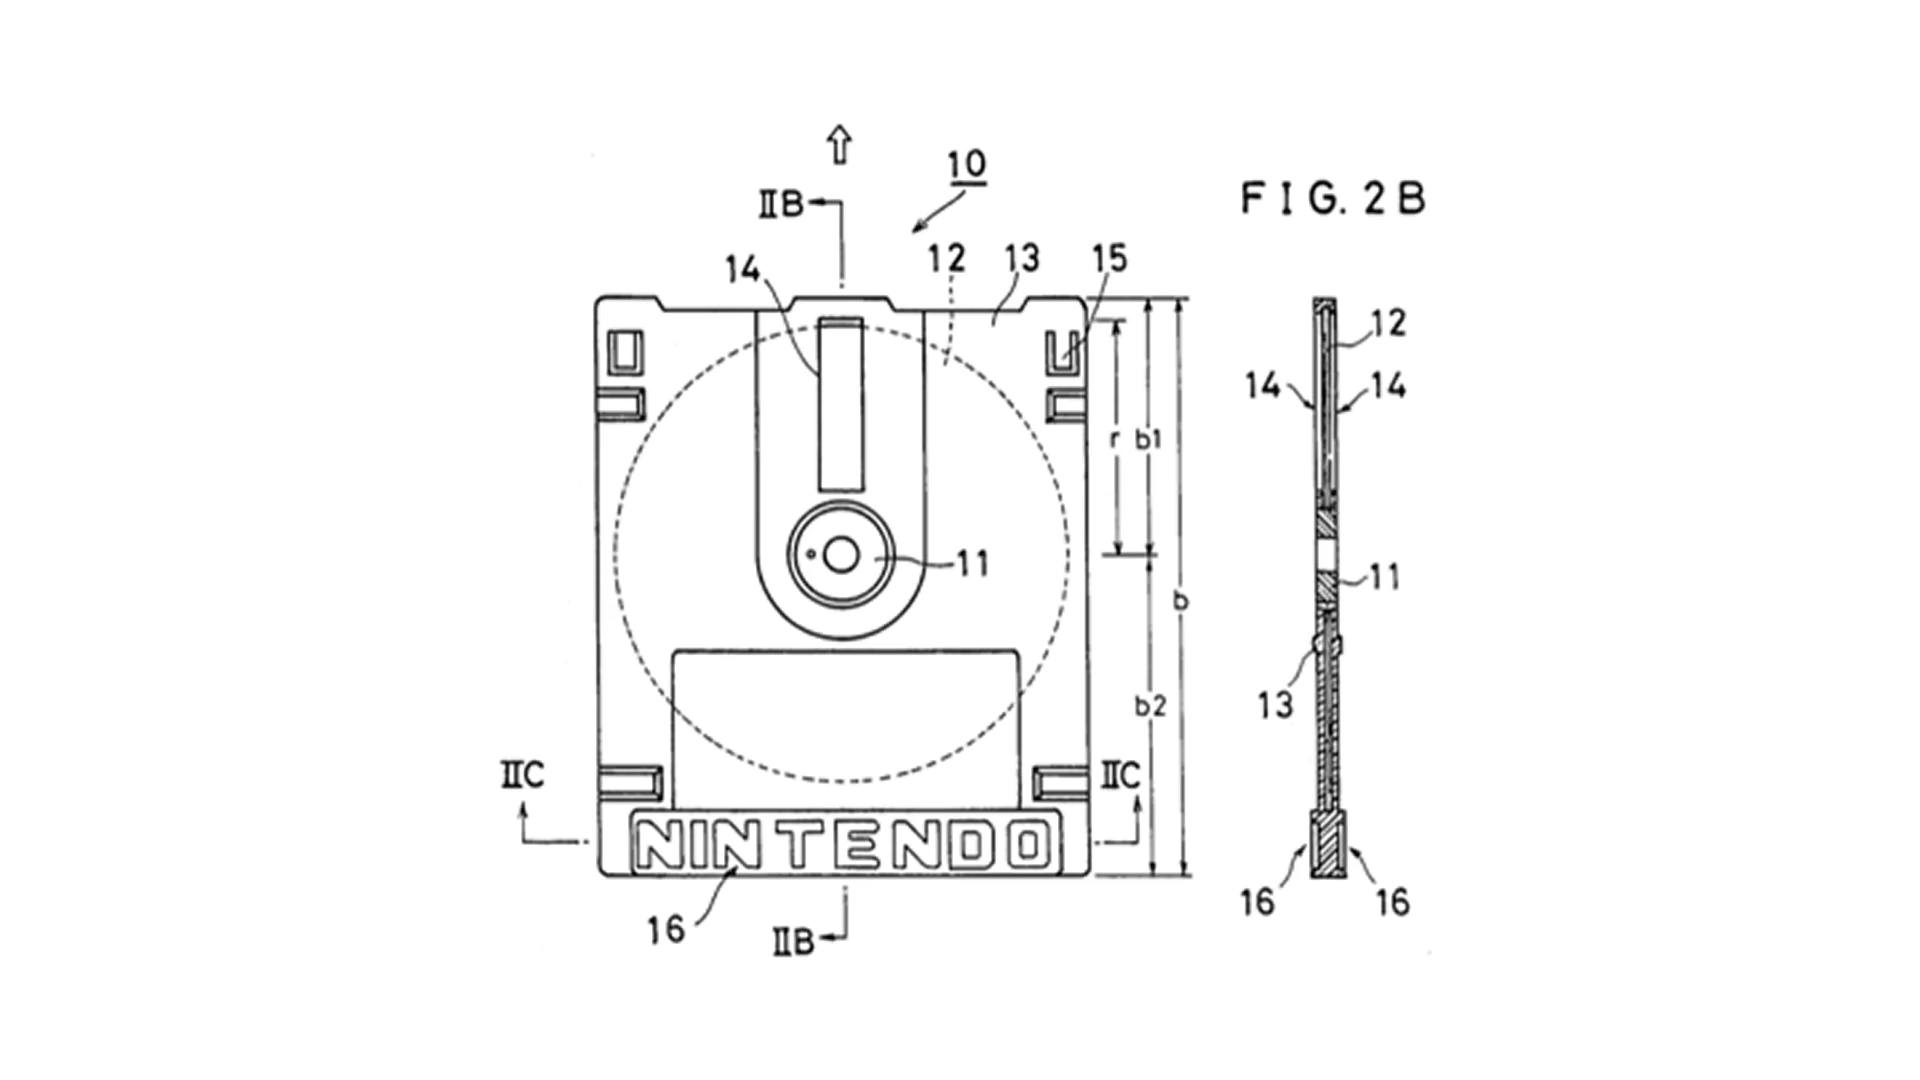 10
IIB
FIG. 2B
14 12 13 15
12
14 14
r b1
11
11
b
13
b2
IIC IIC
NINTENDO
16 16
16
IIB